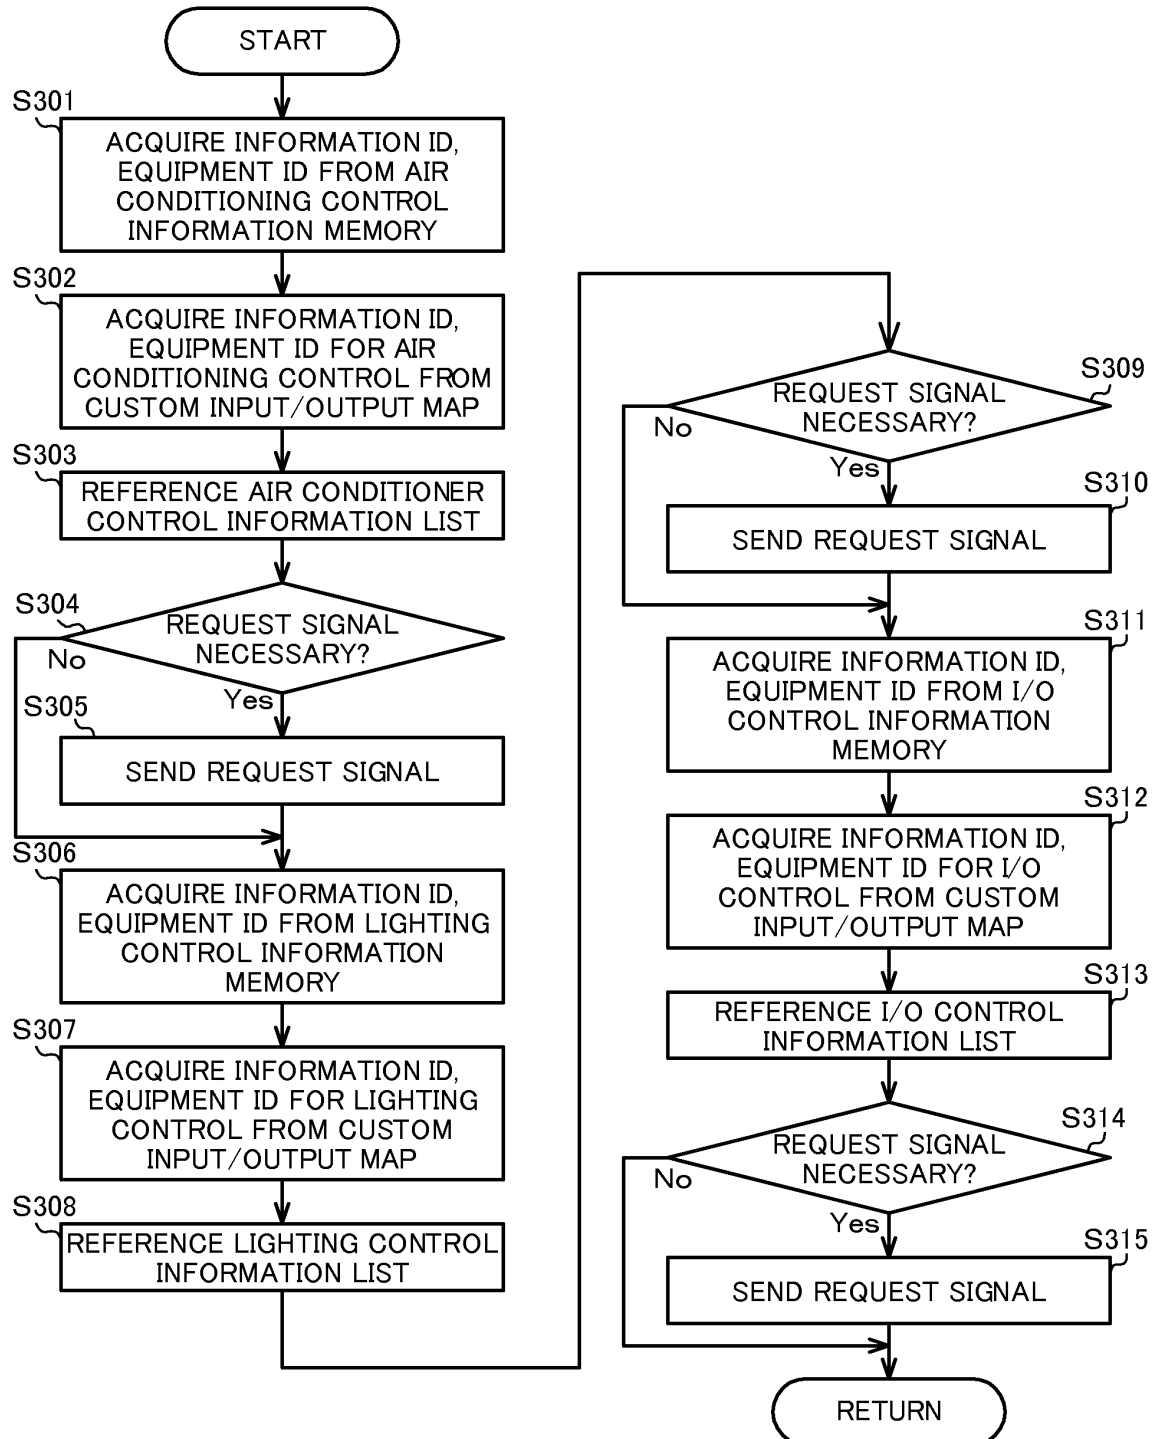 START
S301
ACQUIRE INFORMATION ID,
EQUIPMENT ID FROM AIR
CONDITIONING CONTROL
INFORMATION MEMORY
S302
ACQUIRE INFORMATION ID,
EQUIPMENT ID FOR AIR
CONDITIONING CONTROL FROM
CUSTOM INPUT/OUTPUT MAP
S303
REFERENCE AIR CONDITIONER
CONTROL INFORMATION LIST
S304
REQUEST SIGNAL
NECESSARY?
No
Yes
S305
SEND REQUEST SIGNAL
S306
ACQUIRE INFORMATION ID,
EQUIPMENT ID FROM LIGHTING
CONTROL INFORMATION
MEMORY
S307
ACQUIRE INFORMATION ID,
EQUIPMENT ID FOR LIGHTING
CONTROL FROM CUSTOM
INPUT/OUTPUT MAP
S308
REFERENCE LIGHTING CONTROL
INFORMATION LIST
S309
REQUEST SIGNAL
NECESSARY?
No
Yes
S310
SEND REQUEST SIGNAL
S311
ACQUIRE INFORMATION ID,
EQUIPMENT ID FROM I/O
CONTROL INFORMATION
MEMORY
S312
ACQUIRE INFORMATION ID,
EQUIPMENT ID FOR I/O
CONTROL FROM CUSTOM
INPUT/OUTPUT MAP
S313
REFERENCE I/O CONTROL
INFORMATION LIST
S314
REQUEST SIGNAL
NECESSARY?
No
Yes
S315
SEND REQUEST SIGNAL
RETURN